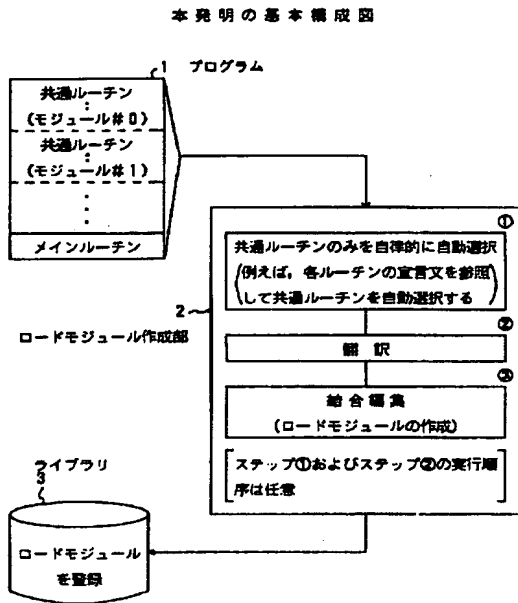 本発明の基本構成図
1 プログラム
共通ルーチン
(モジュール#0)
共通ルーチン
(モジュール#1)
メインルーチン
①
共通ルーチンのみを自律的に自動選択
(例えば,各ルーチンの宣言文を参照
して共通ルーチンを自動選択する)
2
ロードモジュール作成部
②
翻訳
③
結合編集
(ロードモジュールの作成)
[ステップ①およびステップ②の実行順
序は任意]
ライブラリ
3
ロードモジュール
を登録